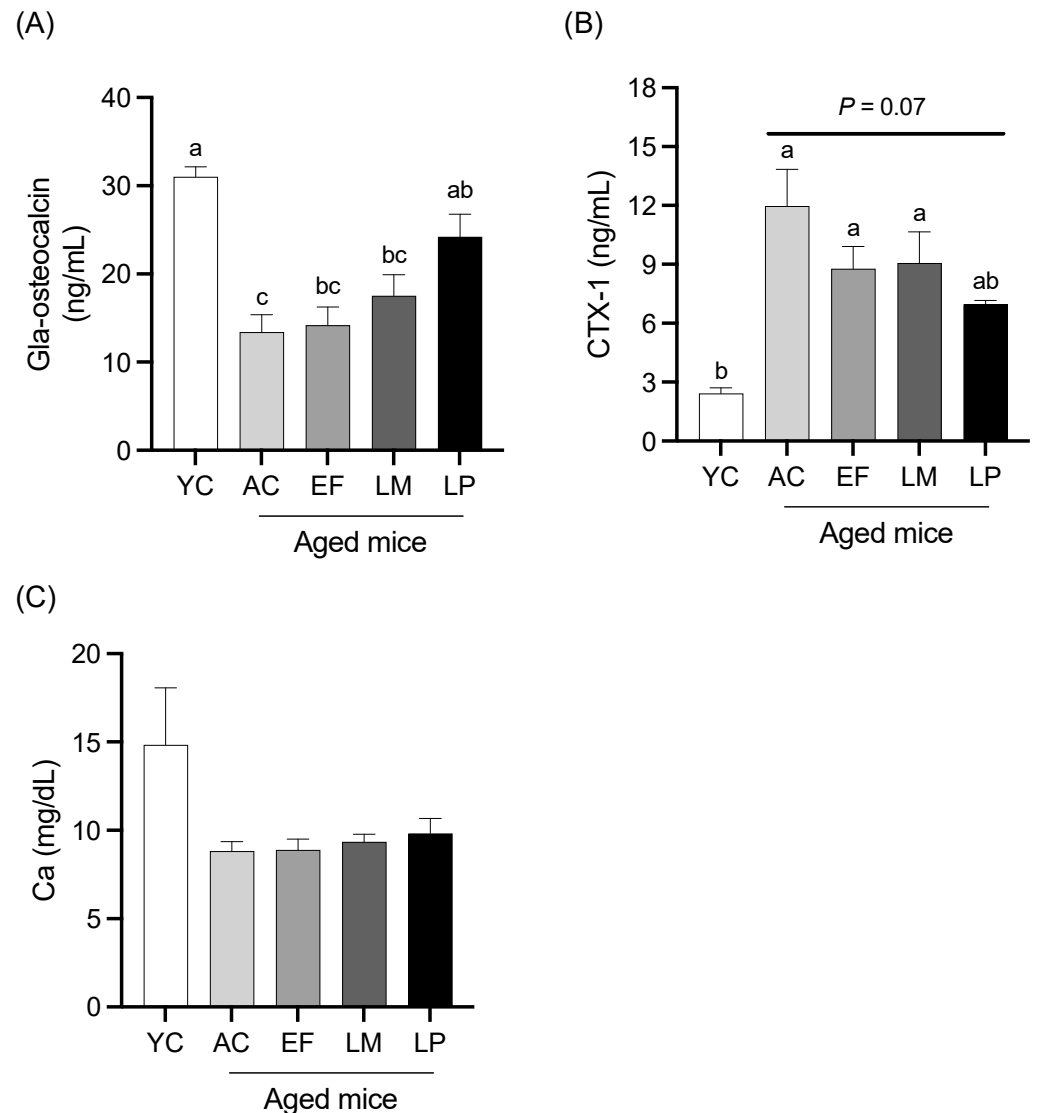 (A)
Gla-osteocalcin
(ng/mL)
40
30
20
10
0
a
c
bc
bc
ab
YC AC EF LM LP
Aged mice
(B)
CTX-1 (ng/mL)
18
15
12
9
6
3
0
P = 0.07
b
a
a
a
ab
YC AC EF LM LP
Aged mice
(C)
Ca (mg/dL)
20
15
10
5
0
YC AC EF LM LP
Aged mice